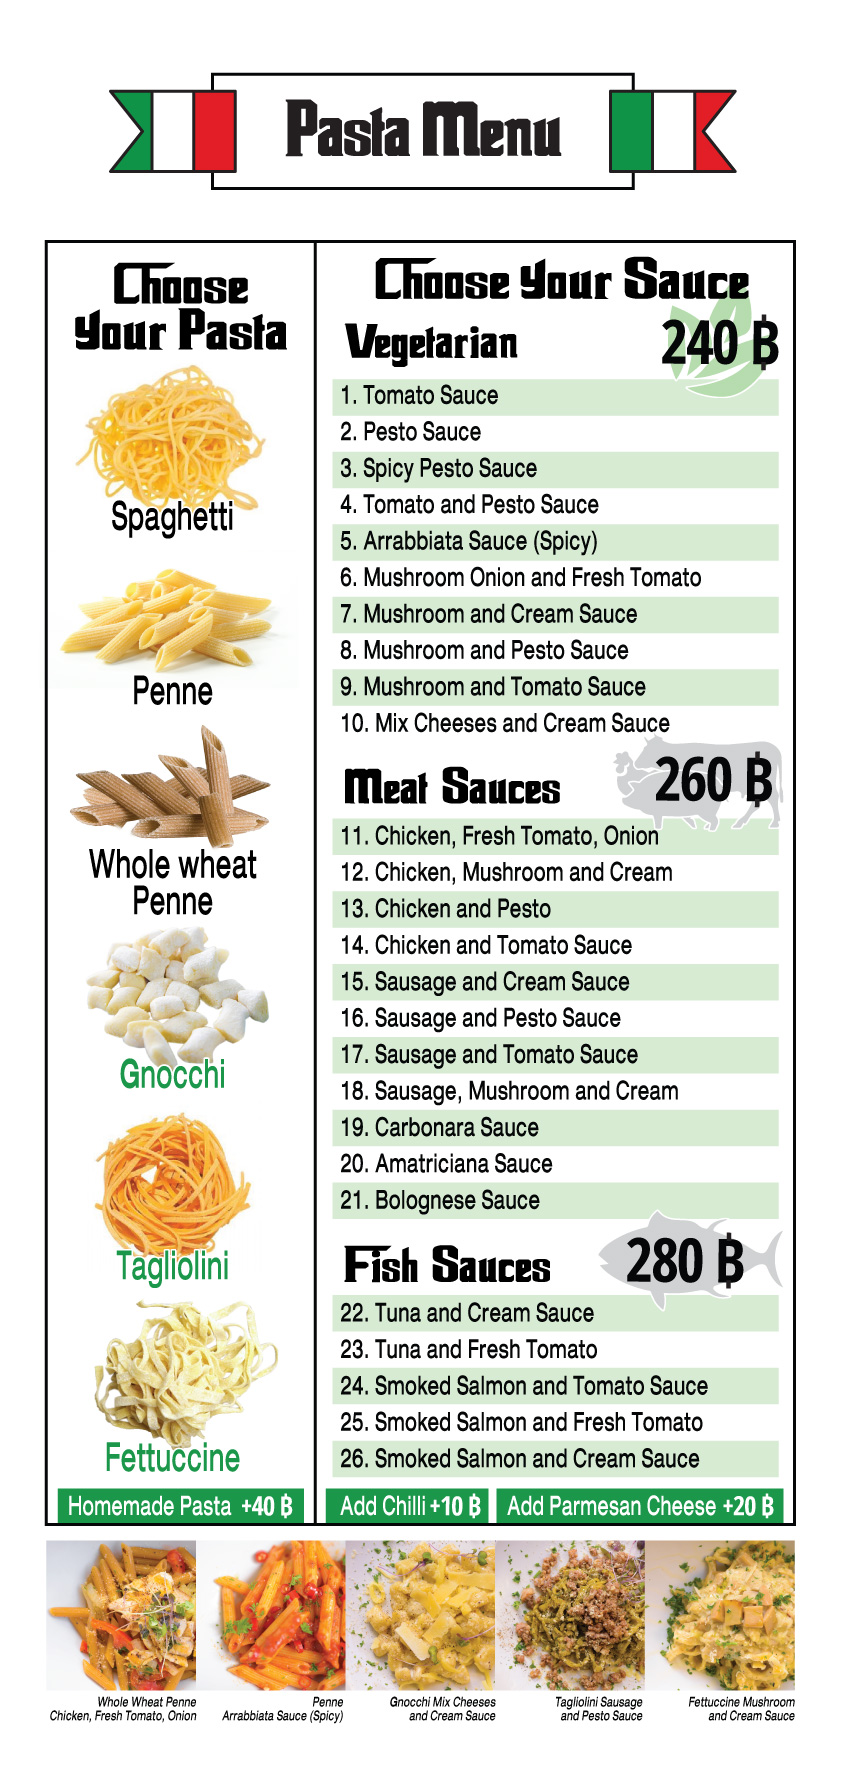 Pasta Menu
Choose
Your Pasta
Spaghetti
Penne
Whole wheat
Penne
Gnocchi
Tagliolini
Fettuccine
Homemade Pasta +40 ฿
Choose Your Sauce
Vegetarian 240 ฿
1. Tomato Sauce
2. Pesto Sauce
3. Spicy Pesto Sauce
4. Tomato and Pesto Sauce
5. Arrabbiata Sauce (Spicy)
6. Mushroom Onion and Fresh Tomato
7. Mushroom and Cream Sauce
8. Mushroom and Pesto Sauce
9. Mushroom and Tomato Sauce
10. Mix Cheeses and Cream Sauce
Meat Sauces 260 ฿
11. Chicken, Fresh Tomato, Onion
12. Chicken, Mushroom and Cream
13. Chicken and Pesto
14. Chicken and Tomato Sauce
15. Sausage and Cream Sauce
16. Sausage and Pesto Sauce
17. Sausage and Tomato Sauce
18. Sausage, Mushroom and Cream
19. Carbonara Sauce
20. Amatriciana Sauce
21. Bolognese Sauce
Fish Sauces 280 ฿
22. Tuna and Cream Sauce
23. Tuna and Fresh Tomato
24. Smoked Salmon and Tomato Sauce
25. Smoked Salmon and Fresh Tomato
26. Smoked Salmon and Cream Sauce
Add Chilli +10 ฿
Add Parmesan Cheese +20 ฿
Whole Wheat Penne
Chicken, Fresh Tomato, Onion
Penne
Arrabbiata Sauce (Spicy)
Gnocchi Mix Cheeses
and Cream Sauce
Tagliolini Sausage
and Pesto Sauce
Fettuccine Mushroom
and Cream Sauce